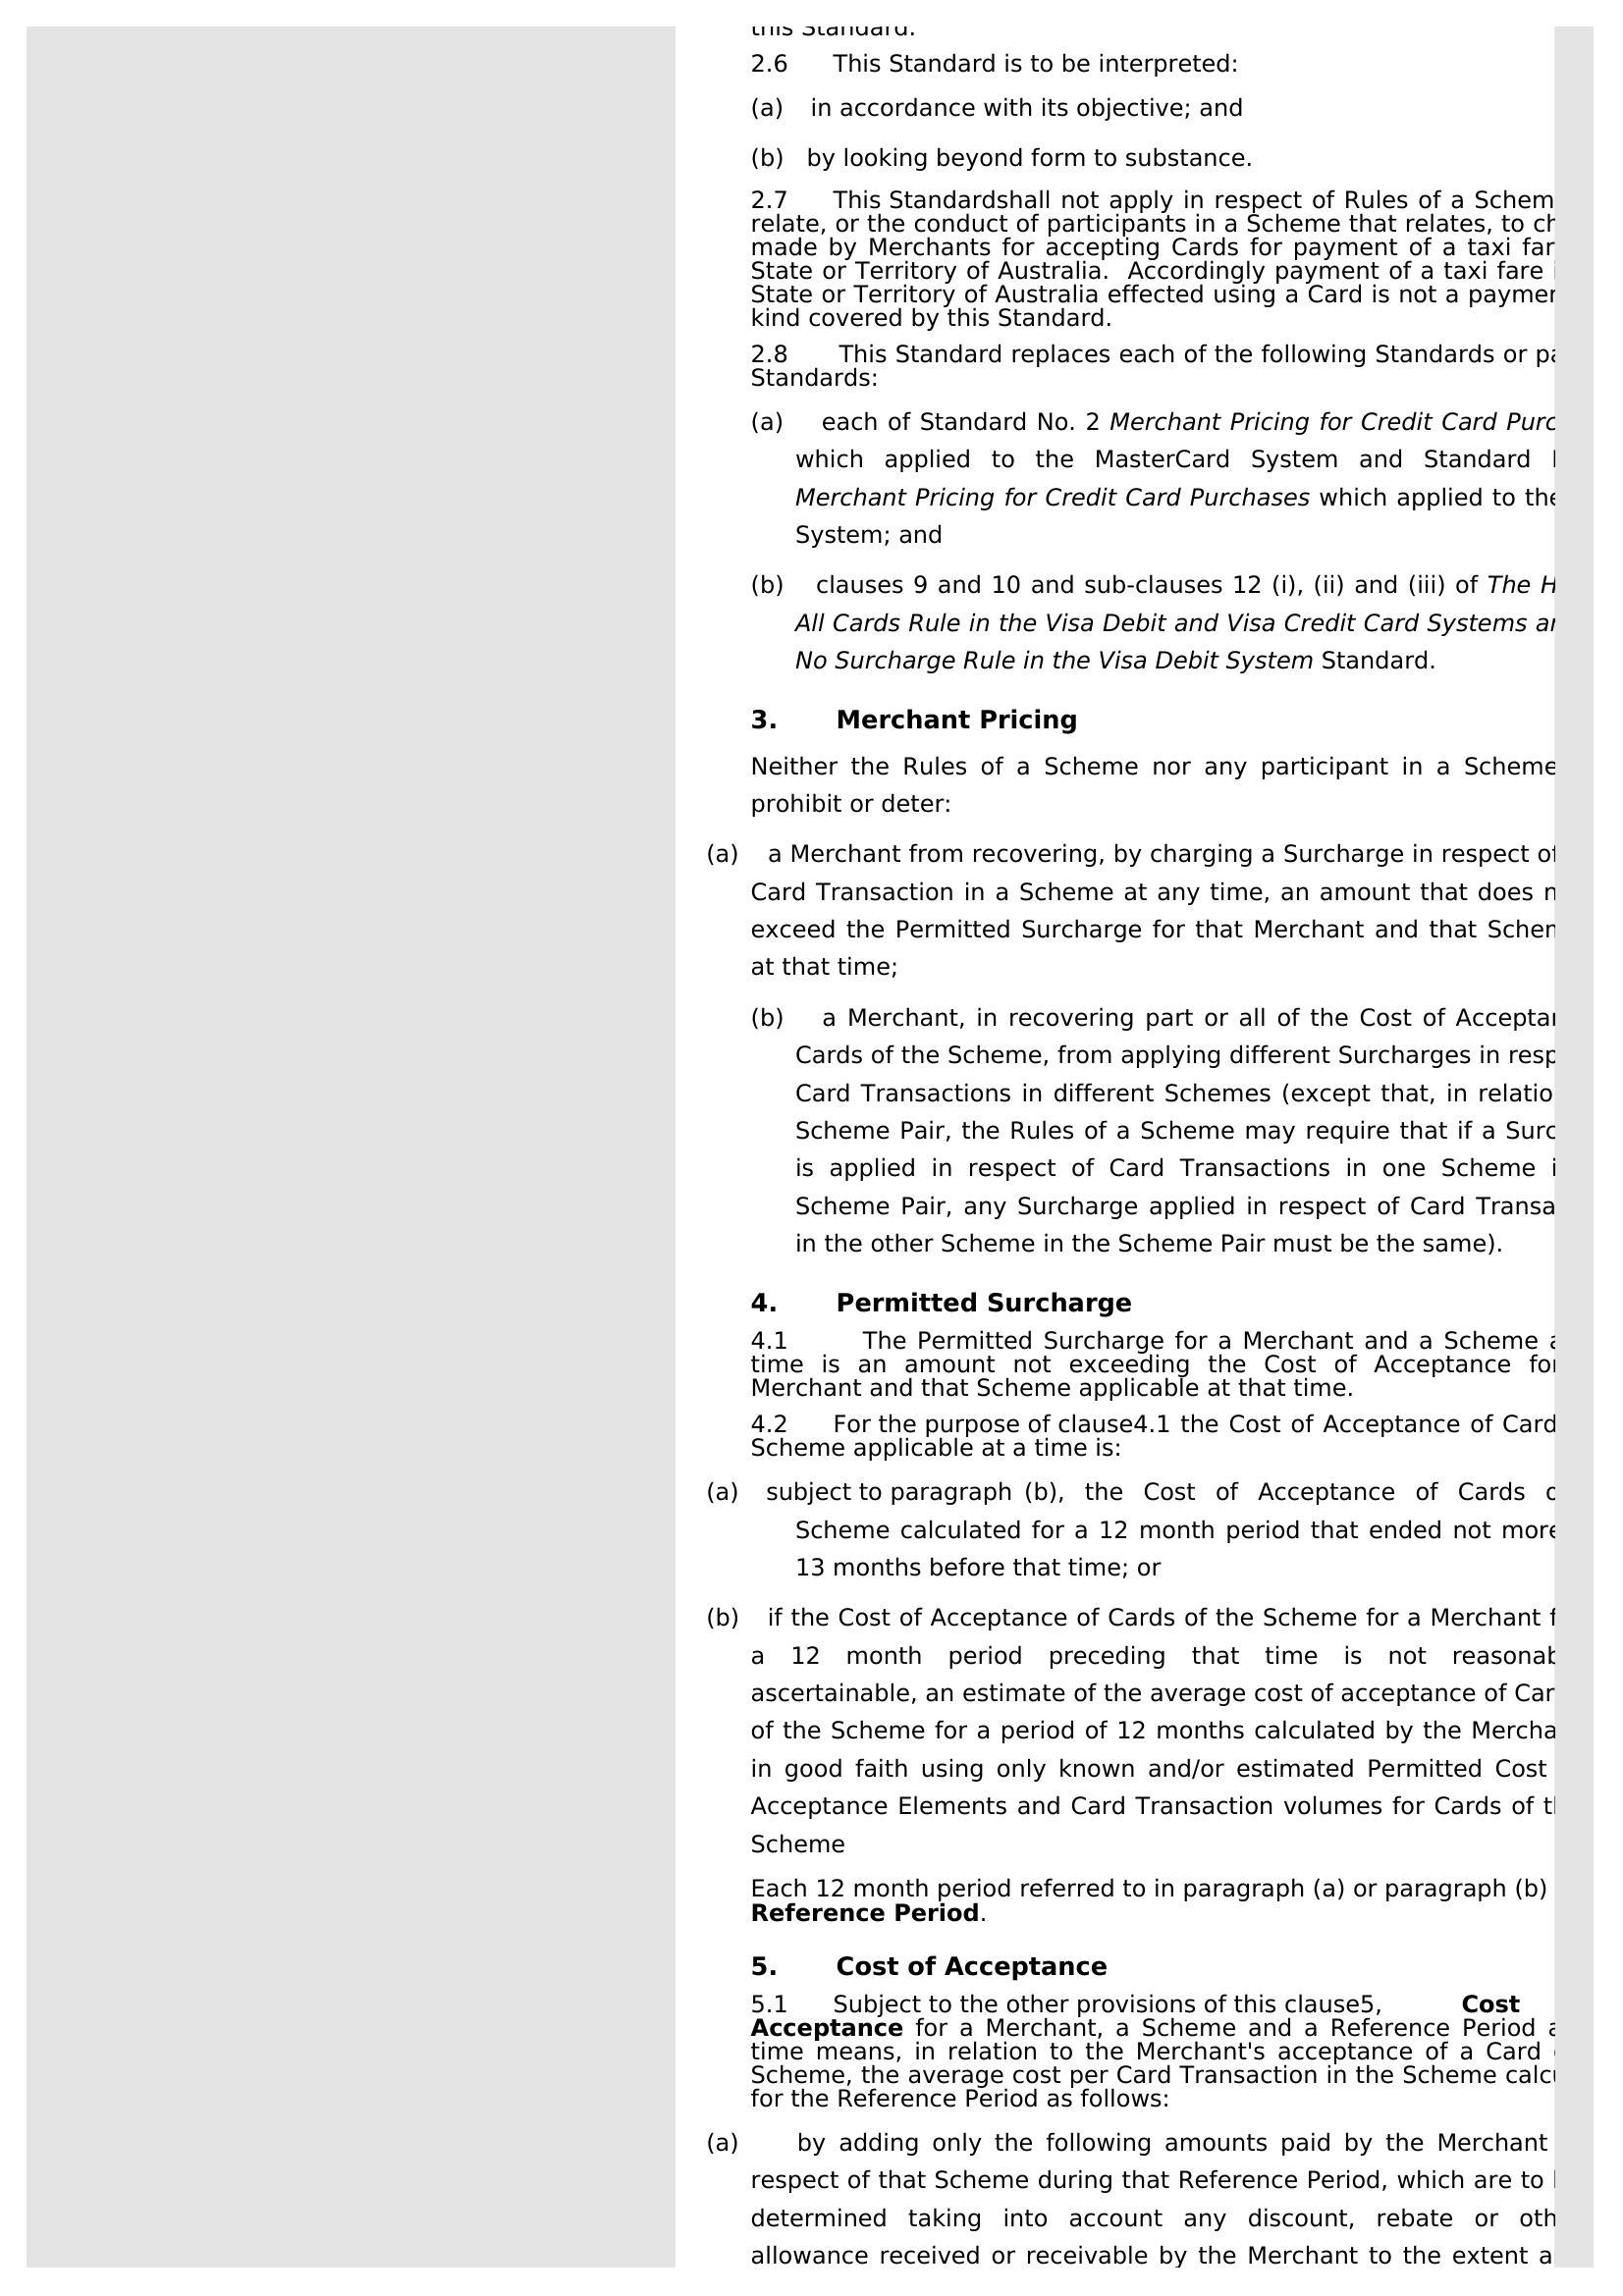 this Standard.
2.6 This Standard is to be interpreted:
(a) in accordance with its objective; and
(b) by looking beyond form to substance.
2.7 This Standardshall not apply in respect of Rules of a Schem
relate, or the conduct of participants in a Scheme that relates, to ch
made by Merchants for accepting Cards for payment of a taxi far
State or Territory of Australia. Accordingly payment of a taxi fare i
State or Territory of Australia effected using a Card is not a paymen
kind covered by this Standard.
2.8 This Standard replaces each of the following Standards or pa
Standards:
(a) each of Standard No. 2 Merchant Pricing for Credit Card Purc
which applied to the MasterCard System and Standard
Merchant Pricing for Credit Card Purchases which applied to the
System; and
(b) clauses 9 and 10 and sub-clauses 12 (i), (ii) and (iii) of The H
All Cards Rule in the Visa Debit and Visa Credit Card Systems an
No Surcharge Rule in the Visa Debit System Standard.
3. Merchant Pricing
Neither the Rules of a Scheme nor any participant in a Scheme
prohibit or deter:
(a) a Merchant from recovering, by charging a Surcharge in respect of
Card Transaction in a Scheme at any time, an amount that does n
exceed the Permitted Surcharge for that Merchant and that Schem
at that time;
(b) a Merchant, in recovering part or all of the Cost of Acceptan
Cards of the Scheme, from applying different Surcharges in resp
Card Transactions in different Schemes (except that, in relatio
Scheme Pair, the Rules of a Scheme may require that if a Surc
is applied in respect of Card Transactions in one Scheme i
Scheme Pair, any Surcharge applied in respect of Card Transa
in the other Scheme in the Scheme Pair must be the same).
4. Permitted Surcharge
4.1 The Permitted Surcharge for a Merchant and a Scheme a
time is an amount not exceeding the Cost of Acceptance for
Merchant and that Scheme applicable at that time.
4.2 For the purpose of clause4.1 the Cost of Acceptance of Card
Scheme applicable at a time is:
(a) subject to paragraph (b), the Cost of Acceptance of Cards o
Scheme calculated for a 12 month period that ended not more
13 months before that time; or
(b) if the Cost of Acceptance of Cards of the Scheme for a Merchant f
a 12 month period preceding that time is not reasonab
ascertainable, an estimate of the average cost of acceptance of Car
of the Scheme for a period of 12 months calculated by the Mercha
in good faith using only known and/or estimated Permitted Cost
Acceptance Elements and Card Transaction volumes for Cards of th
Scheme
Each 12 month period referred to in paragraph (a) or paragraph (b)
Reference Period.
5. Cost of Acceptance
5.1 Subject to the other provisions of this clause5, Cost
Acceptance for a Merchant, a Scheme and a Reference Period a
time means, in relation to the Merchant's acceptance of a Card
Scheme, the average cost per Card Transaction in the Scheme calcu
for the Reference Period as follows:
(a) by adding only the following amounts paid by the Merchant
respect of that Scheme during that Reference Period, which are to
determined taking into account any discount, rebate or oth
allowance received or receivable by the Merchant to the extent a